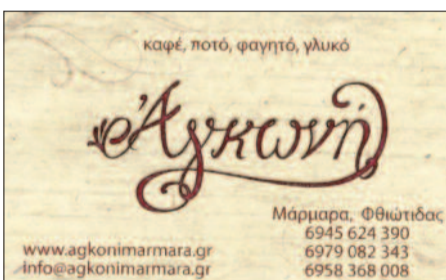 καφέ, ποτό, φαγητό, γλυκό
Ἀγκωνή
Μάρμαρα, Φθιώτιδας
6945 624 390
www.agkonimarmara.gr 6979 082 343
info@agkonimarmara.gr 6958 368 008